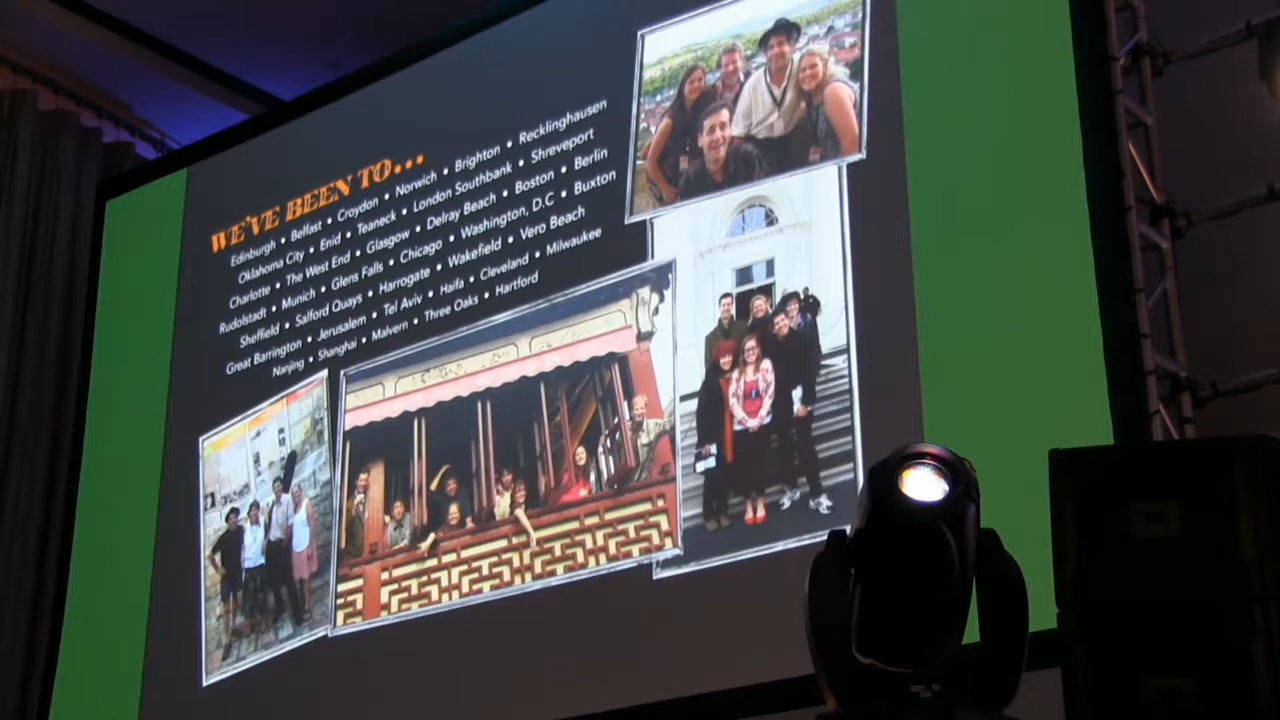 WE'VE BEEN TO...
Edinburgh • Belfast • Croydon • Norwich • Brighton • Recklinghausen
Oklahoma City • Enid • Teaneck • London Southbank • Shreveport
Charlotte • The West End • Glasgow • Delray Beach • Boston • Berlin
Rudolstadt • Munich • Glens Falls • Chicago • Washington, D.C • Buxton
Sheffield • Salford Quays • Harrogate • Wakefield • Vero Beach
Great Barrington • Jerusalem • Tel Aviv • Haifa • Cleveland • Milwaukee
Nanjing • Shanghai • Malvern • Three Oaks • Hartford